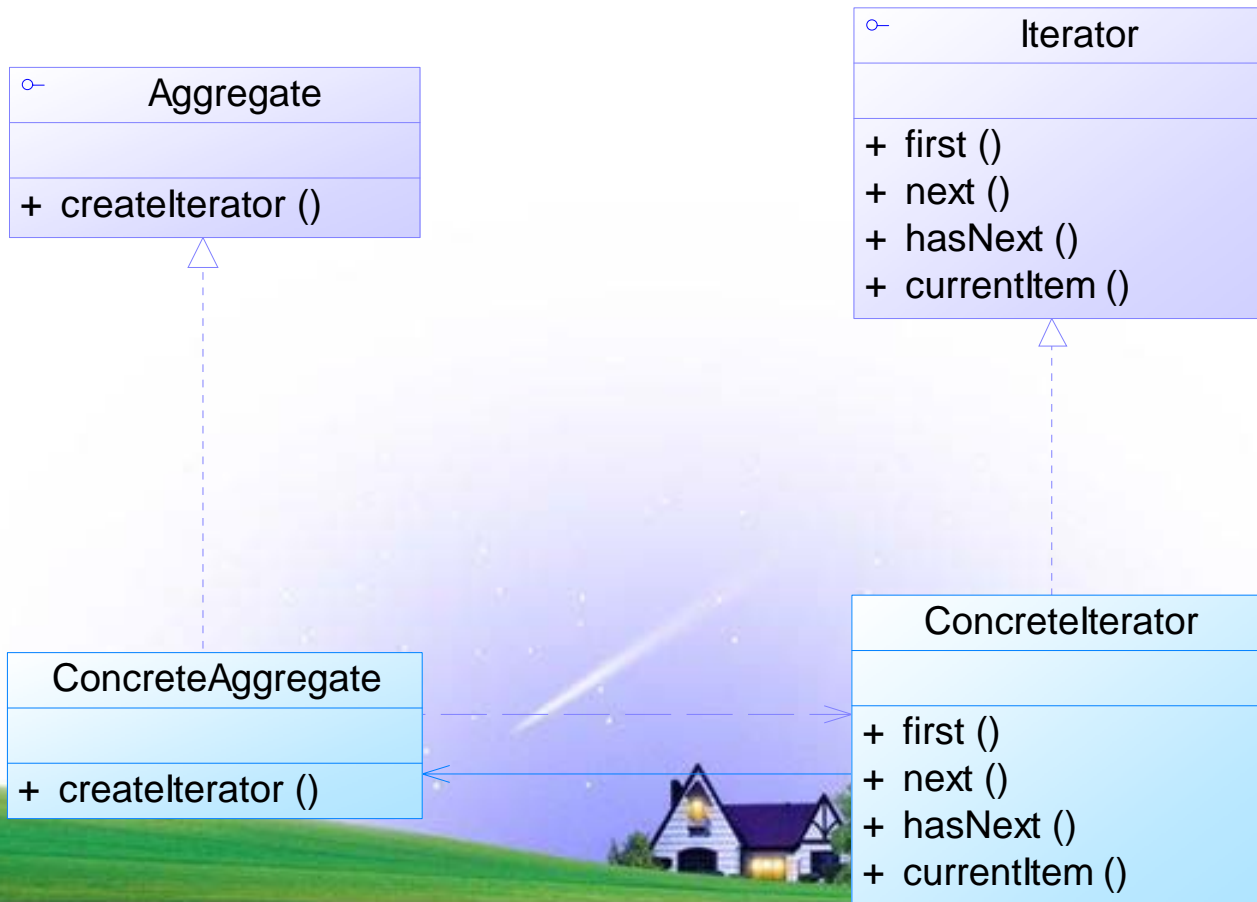 Aggregate
+ createIterator ()
Iterator
+ first ()
+ next ()
+ hasNext ()
+ currentItem ()
ConcreteAggregate
+ createIterator ()
ConcreteIterator
+ first ()
+ next ()
+ hasNext ()
+ currentItem ()